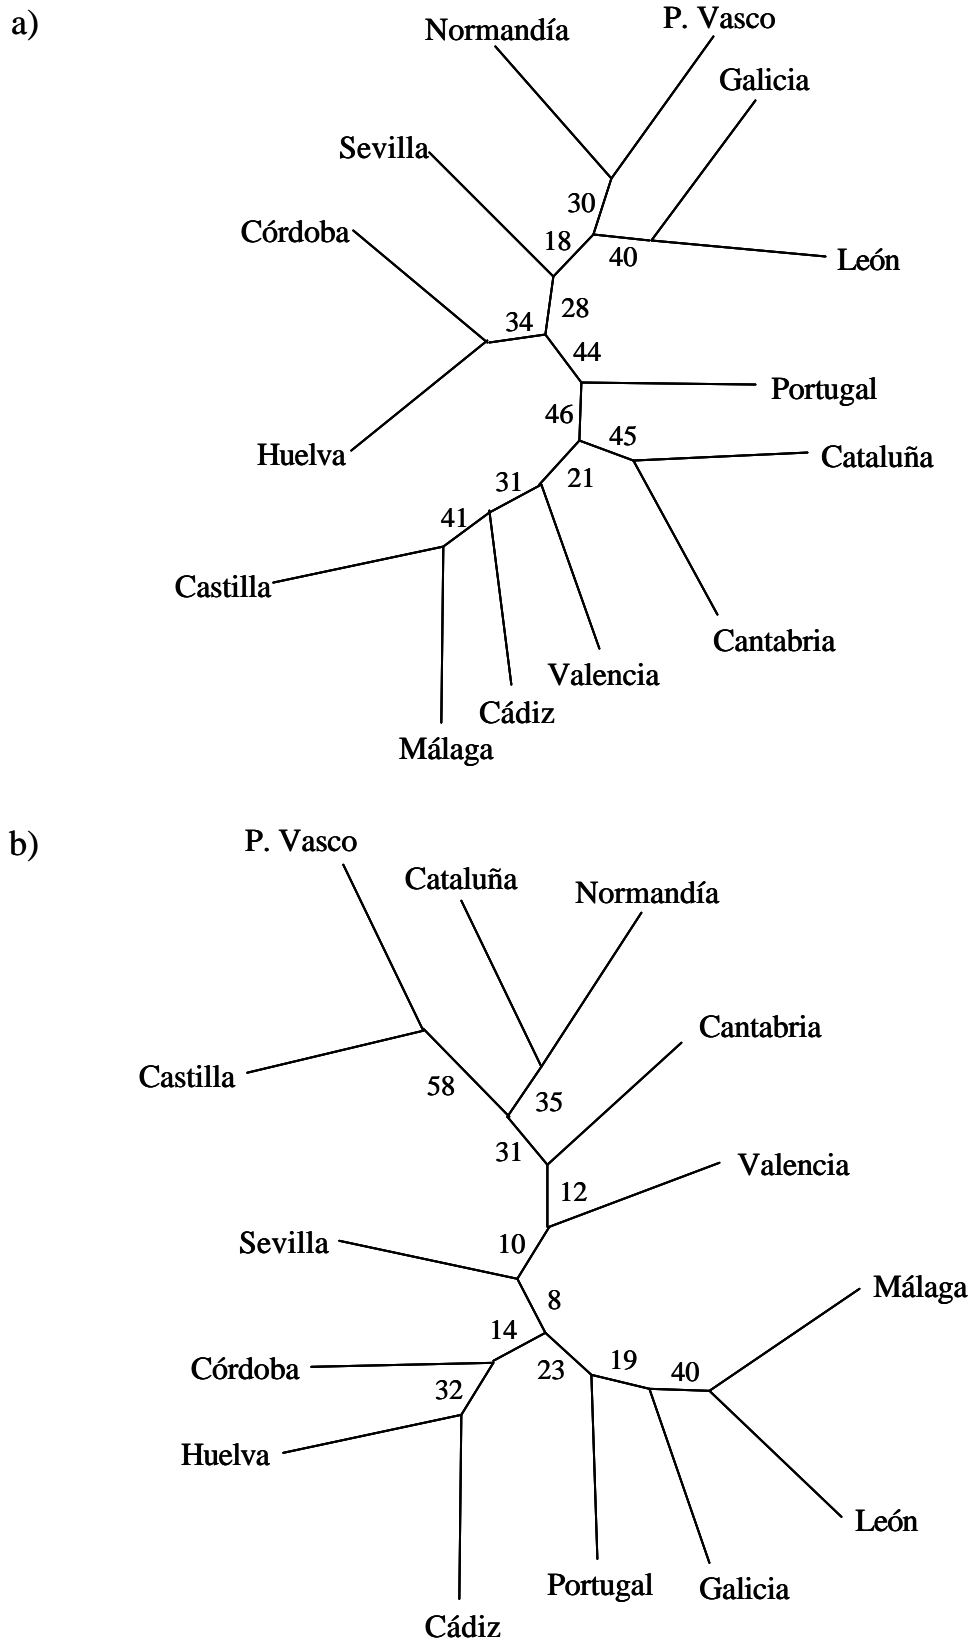 a)
Normandía
P. Vasco
Galicia
Sevilla
30
Córdoba
18
40
León
28
34
44
Portugal
46
45
Huelva
Cataluña
31
21
41
Castilla
Cantabria
Valencia
Cádiz
Málaga
b)
P. Vasco
Cataluña
Normandía
Cantabria
Castilla
58
35
31
Valencia
12
Sevilla
10
Málaga
8
14
Córdoba
23
19
40
32
Huelva
León
Portugal
Galicia
Cádiz